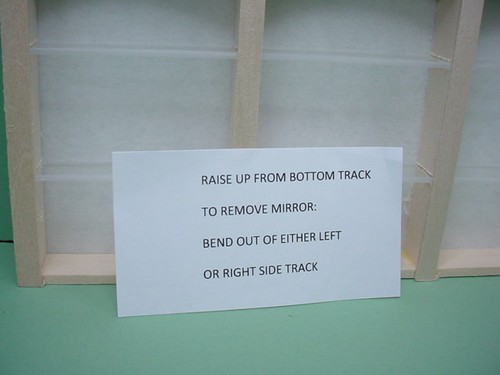 RAISE UP FROM BOTTOM TRACK
TO REMOVE MIRROR:
BEND OUT OF EITHER LEFT
OR RIGHT SIDE TRACK